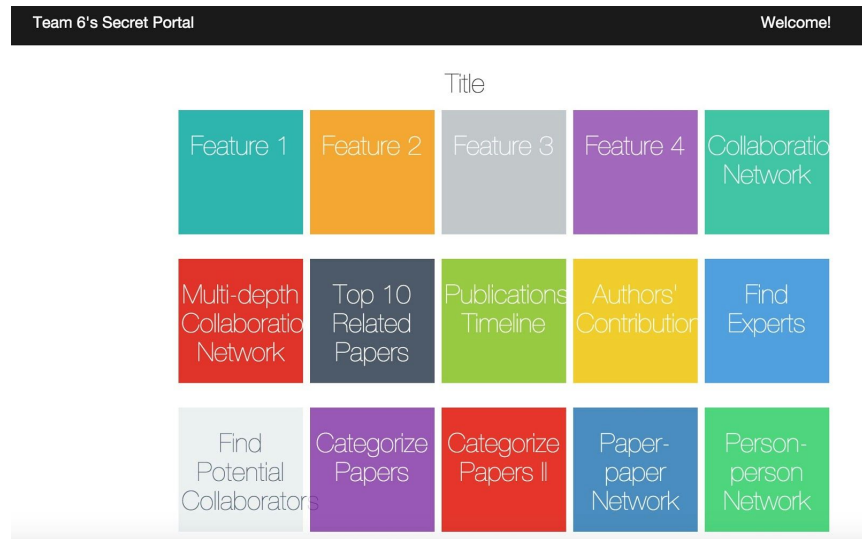 Team 6's Secret Portal Welcome!
Title
Feature 1
Feature 2
Feature 3
Feature 4
Collaboratio
Network
Multi-depth
Collaboratio
Network
Top 10
Related
Papers
Publications
Timeline
Authors'
Contribution
Find
Experts
Find
Potential
Collaborators
Categorize
Papers
Categorize
Papers II
Paper-
paper
Network
Person-
person
Network